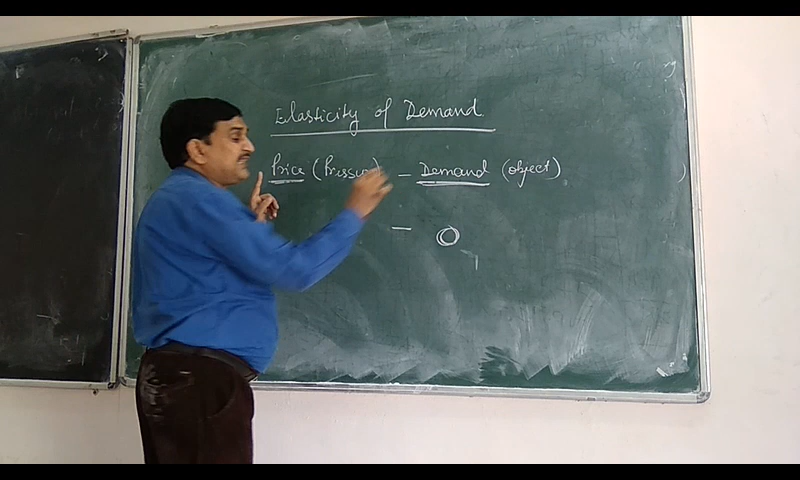 Elasticity of Demand
Price (Pressure) – Demand (object)
– O